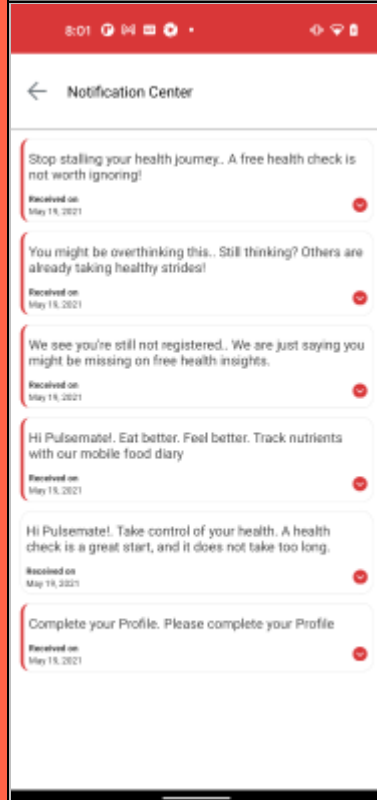 8:01
Notification Center
Stop stalling your health journey.. A free health check is
not worth ignoring!
Received on
May 19, 2021
You might be overthinking this.. Still thinking? Others are
already taking healthy strides!
Received on
May 19, 2021
We see you're still not registered.. We are just saying you
might be missing on free health insights.
Received on
May 19, 2021
Hi Pulsemate!. Eat better. Feel better. Track nutrients
with our mobile food diary
Received on
May 19, 2021
Hi Pulsemate!. Take control of your health. A health
check is a great start, and it does not take too long.
Received on
May 19, 2021
Complete your Profile. Please complete your Profile
Received on
May 19, 2021